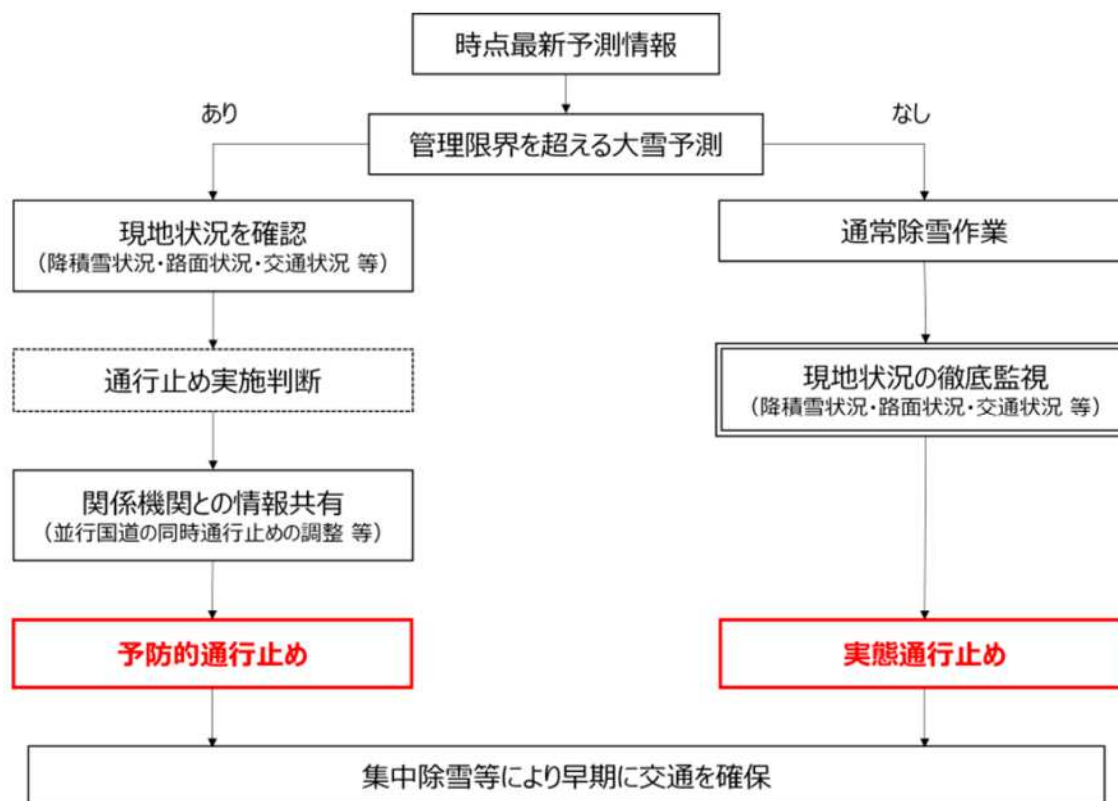 時点最新予測情報
あり
なし
管理限界を超える大雪予測
現地状況を確認
（降積雪状況・路面状況・交通状況 等）
通常除雪作業
通行止め実施判断
現地状況の徹底監視
（降積雪状況・路面状況・交通状況 等）
関係機関との情報共有
（並行国道の同時通行止めの調整 等）
予防的通行止め
実態通行止め
集中除雪等により早期に交通を確保